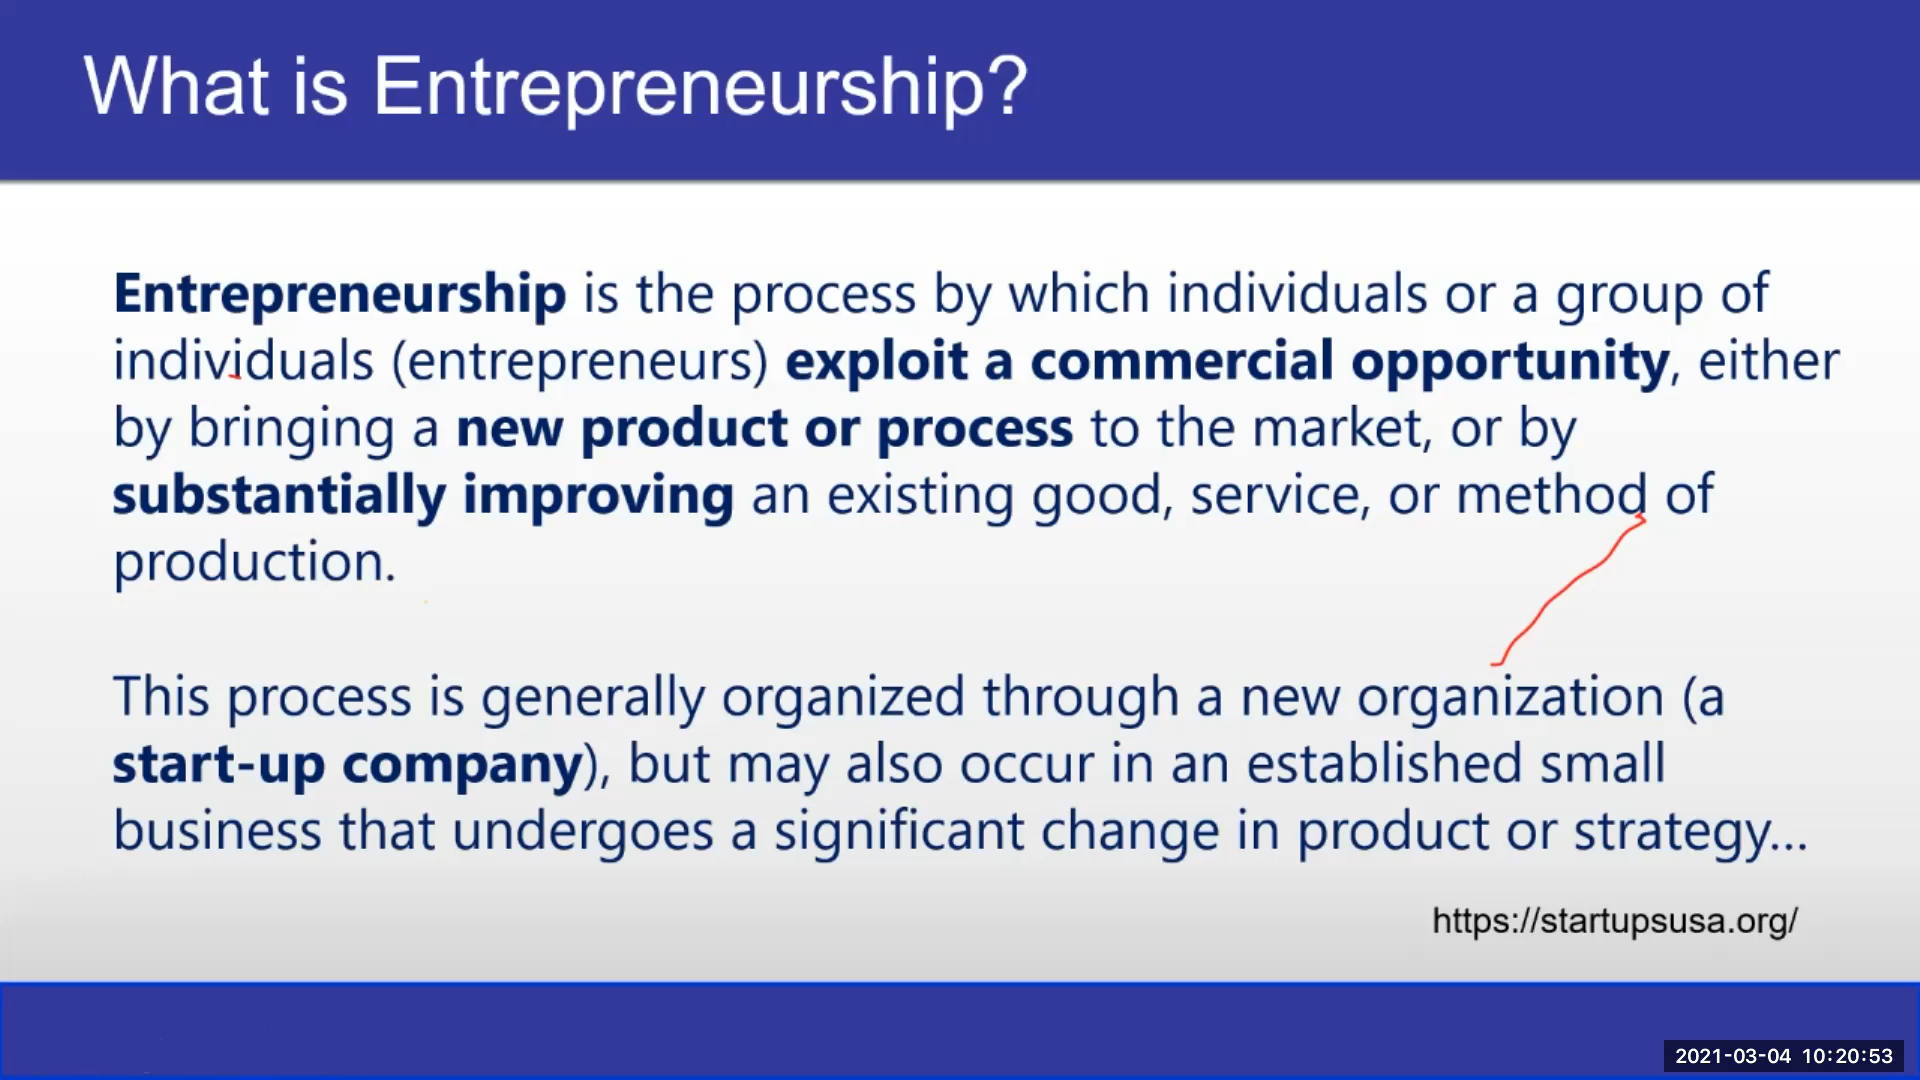 What is Entrepreneurship?
Entrepreneurship is the process by which individuals or a group of
individuals (entrepreneurs) exploit a commercial opportunity, either
by bringing a new product or process to the market, or by
substantially improving an existing good, service, or method of
production.
This process is generally organized through a new organization (a
start-up company), but may also occur in an established small
business that undergoes a significant change in product or strategy...
https://startupsusa.org/
2021-03-04 10:20:53